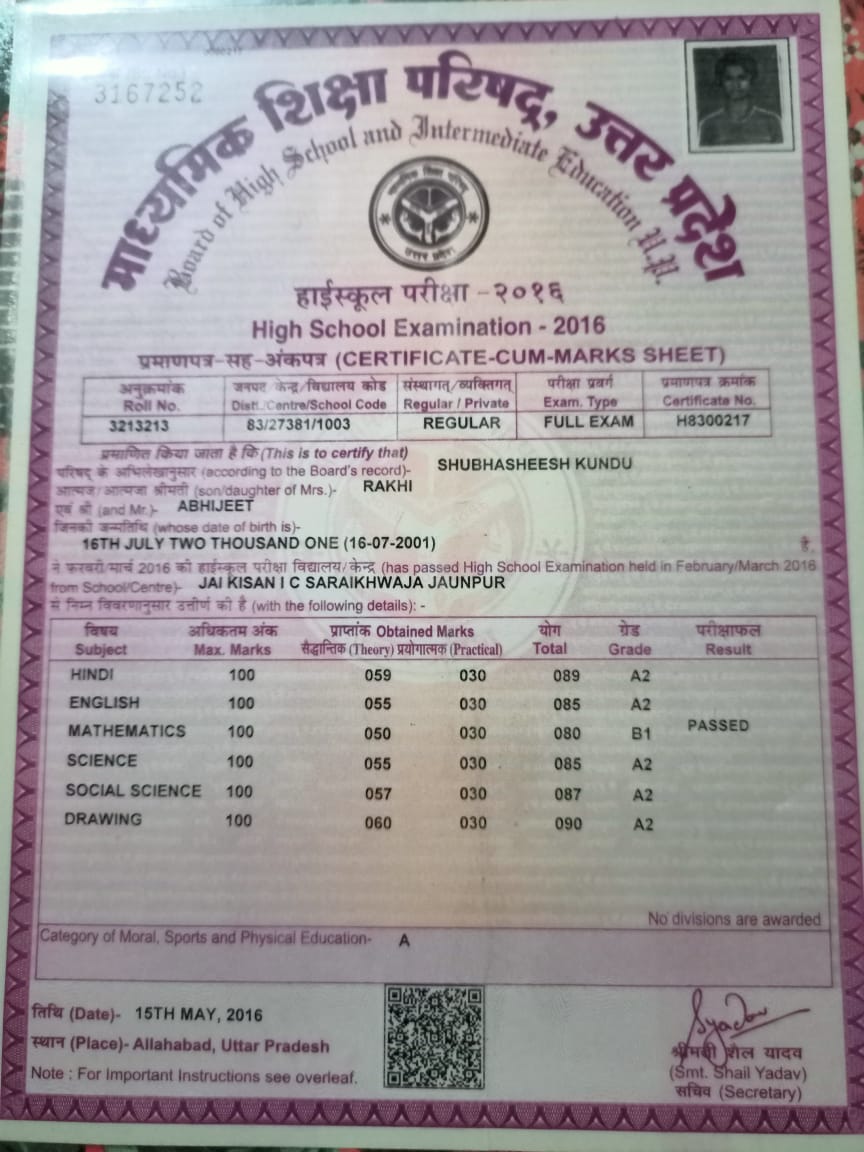 3167252
माध्यमिक शिक्षा परिषद्, उत्तर प्रदेश
Board of High School and Intermediate Education U.P.
माध्यमिक शिक्षा परिषद्
उत्तर प्रदेश
हाईस्कूल परीक्षा -२०१६
High School Examination - 2016
प्रमाणपत्र-सह-अंकपत्र (CERTIFICATE-CUM-MARKS SHEET)
अनुक्रमांक जनपद केन्द्र/विद्यालय कोड संस्थागत्/व्यक्तिगत् परीक्षा प्रवर्ग प्रमाणपत्र क्रमांक
Roll No. Distt./Centre/School Code Regular / Private Exam. Type Certificate No.
3213213 83/27381/1003 REGULAR FULL EXAM H8300217
प्रमाणित किया जाता है कि (This is to certify that)
परिषद् के अभिलेखानुसार (according to the Board's record)- SHUBHASHEESH KUNDU
आत्मज/आत्मजा श्रीमती (son/daughter of Mrs.)- RAKHI
एवं श्री (and Mr.)- ABHIJEET
जिनकी जन्मतिथि (whose date of birth is)-
16TH JULY TWO THOUSAND ONE (16-07-2001) है,
ने फरवरी/मार्च 2016 की हाईस्कूल परीक्षा विद्यालय/केन्द्र (has passed High School Examination held in February/March 2016
from School/Centre)- JAI KISAN I C SARAIKHWAJA JAUNPUR
से निम्न विवरणानुसार उत्तीर्ण की है (with the following details): -
विषय अधिकतम अंक प्राप्तांक Obtained Marks योग ग्रेड परीक्षाफल
Subject Max. Marks सैद्धान्तिक (Theory) प्रयोगात्मक (Practical) Total Grade Result
HINDI 100 059 030 089 A2
ENGLISH 100 055 030 085 A2
MATHEMATICS 100 050 030 080 B1 PASSED
SCIENCE 100 055 030 085 A2
SOCIAL SCIENCE 100 057 030 087 A2
DRAWING 100 060 030 090 A2
No divisions are awarded
Category of Moral, Sports and Physical Education- A
तिथि (Date)- 15TH MAY, 2016
स्थान (Place)- Allahabad, Uttar Pradesh
Note : For Important Instructions see overleaf.
Syadav
श्रीमती शैल यादव
(Smt. Shail Yadav)
सचिव (Secretary)